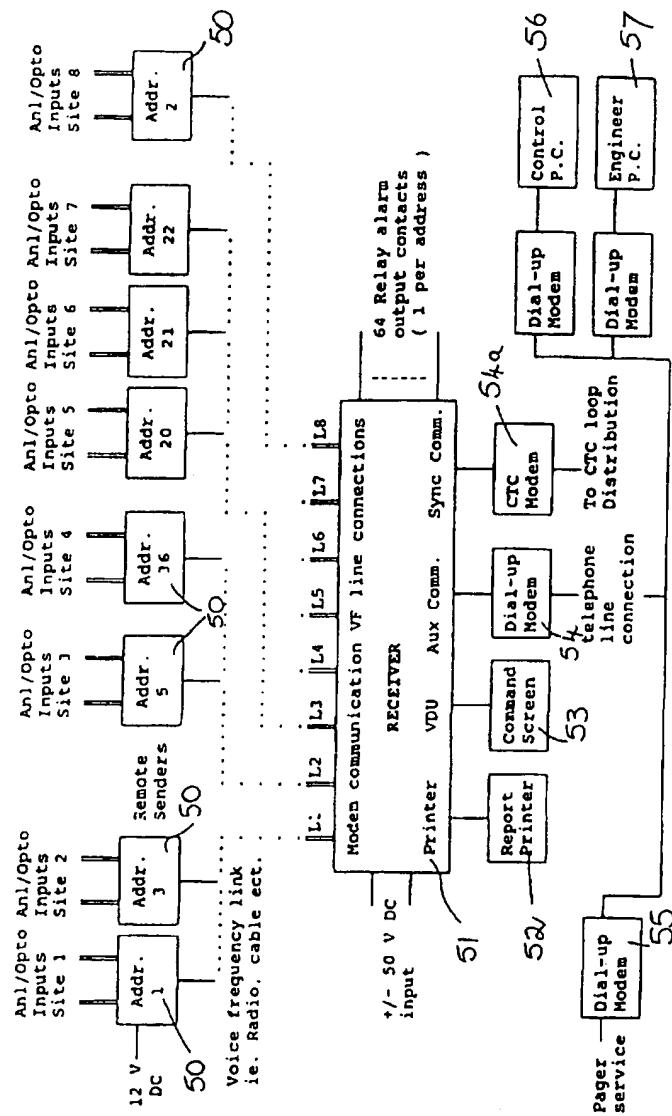 Anl/Opto
Inputs
Site 1
Anl/Opto
Inputs
Site 2
Anl/Opto
Inputs
Site 3
Anl/Opto
Inputs
Site 4
Anl/Opto
Inputs
Site 5
Anl/Opto
Inputs
Site 6
Anl/Opto
Inputs
Site 7
Anl/Opto
Inputs
Site 8
12 V
DC
Addr.
1
50
Addr.
3
50
Remote
Senders
Addr.
5
50
Addr.
36
Addr.
20
Addr.
21
Addr.
22
Addr.
2
50
Voice frequency link
ie. Radio, cable ect.
L1
L2
L3
L4
L5
L6
L7
L8
Modem communication VF line connections
RECEIVER
Printer
VDU
Aux Comm.
Sync Comm.
+/- 50 V DC
input
64 Relay alarm
output contacts
( 1 per address )
51
Report
Printer
52
Command
Screen
53
Dial-up
Modem
54
telephone
line
connection
CTC
Modem
54a
To CTC loop
Distribution
Dial-up
Modem
Control
P.C.
56
Dial-up
Modem
Engineer
P.C.
57
Pager
service
Dial-up
Modem
55